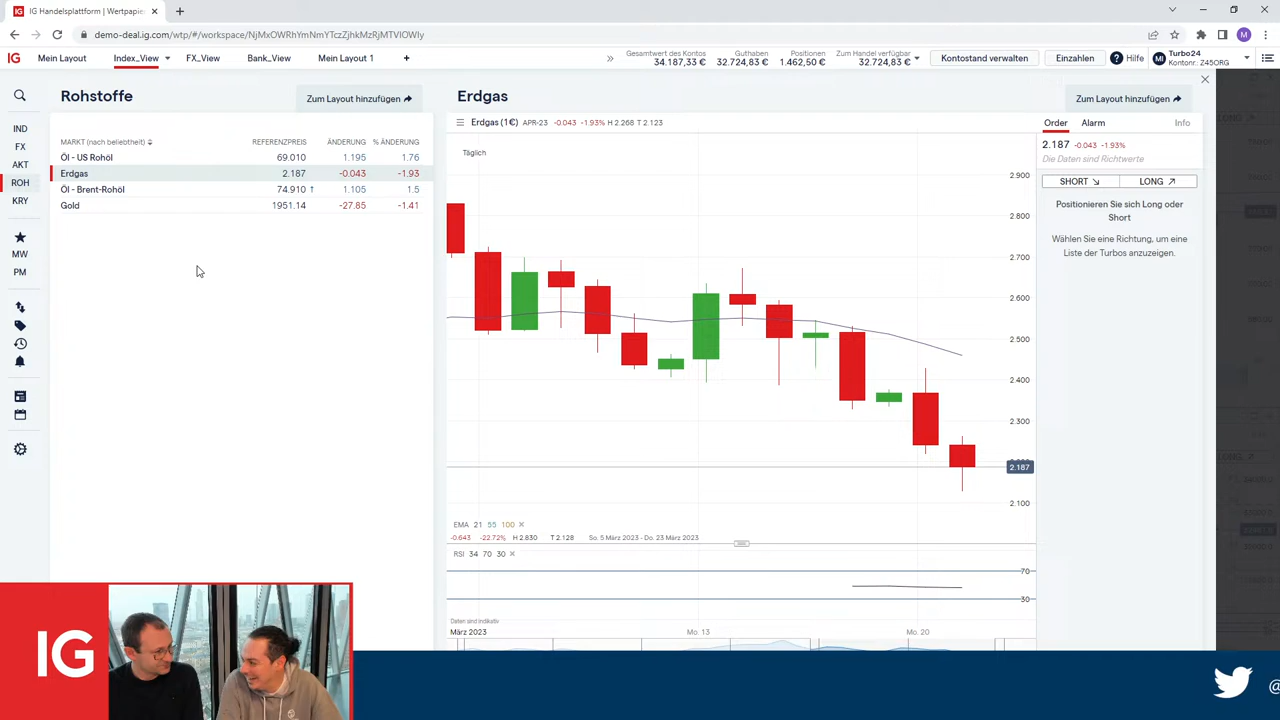 IG Handelsplattform | Wertpapie
demo-deal.ig.com/wtp/#/workspace/NjMxOWRhYmNmYTczZjhkMzRjMTVlOWIy
M
IG
Mein Layout
Index_View
FX_View
Bank_View
Mein Layout 1
+
Gesamtwert des Kontos
34.187,33 €
Guthaben
32.724,83 €
Positionen
1.462,50 €
Zum Handel verfügbar
32.724,83 €
Kontostand verwalten
Einzahlen
Hilfe
MI
Turbo24
Kontonr.: Z45ORG
IND
FX
AKT
ROH
KRY
MW
PM
Rohstoffe
Zum Layout hinzufügen
MARKT (nach beliebtheit) REFERENZPREIS ÄNDERUNG % ÄNDERUNG
Öl - US Rohöl 69.010 1.195 1.76
Erdgas 2.187 -0.043 -1.93
Öl - Brent-Rohöl 74.910 ↑ 1.105 1.5
Gold 1951.14 -27.85 -1.41
Erdgas
Zum Layout hinzufügen
Erdgas (1€) APR-23 -0.043 -1.93% H 2.268 T 2.123
Täglich
2.900
2.800
2.700
2.600
2.500
2.400
2.300
2.187
2.100
EMA 21 55 100
-0.643 -22.72% H 2.830 T 2.128 So. 5 März 2023 - Do. 23 März 2023
RSI 34 70 30
70
30
Daten sind indikativ
März 2023 Mo. 13 Mo. 20
Order Alarm Info
2.187 -0.043 -1.93%
Die Daten sind Richtwerte
SHORT LONG
Positionieren Sie sich Long oder
Short
Wählen Sie eine Richtung, um eine
Liste der Turbos anzuzeigen.
IG
@